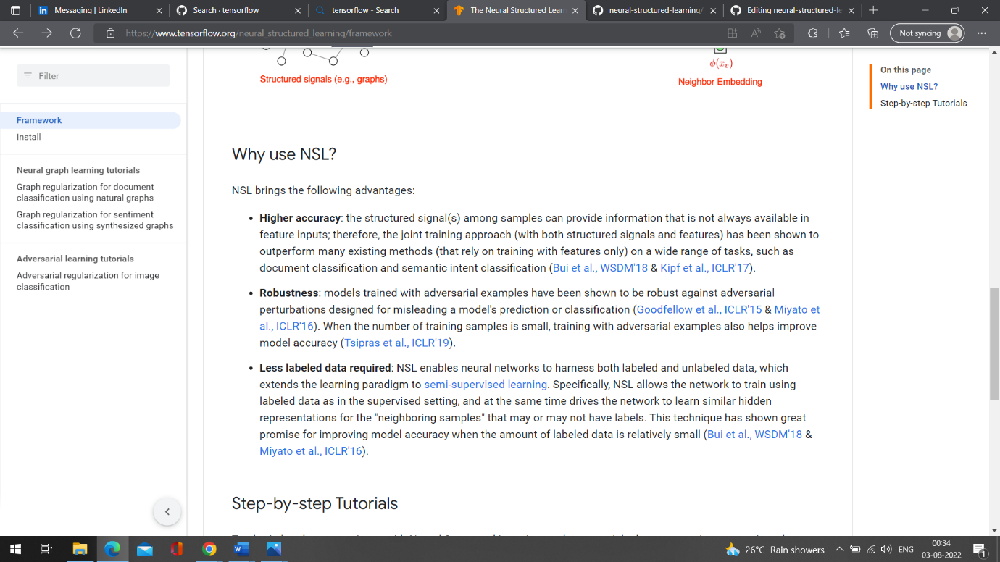 Messaging | LinkedIn
Search · tensorflow
tensorflow - Search
The Neural Structured Learn
neural-structured-learning/
Editing neural-structured-le
https://www.tensorflow.org/neural_structured_learning/framework
Not syncing
Filter
Framework
Install
Neural graph learning tutorials
Graph regularization for document
classification using natural graphs
Graph regularization for sentiment
classification using synthesized graphs
Adversarial learning tutorials
Adversarial regularization for image
classification
Structured signals (e.g., graphs)
ϕ(xᵥ)
Neighbor Embedding
Why use NSL?
NSL brings the following advantages:
• Higher accuracy: the structured signal(s) among samples can provide information that is not always available in
feature inputs; therefore, the joint training approach (with both structured signals and features) has been shown to
outperform many existing methods (that rely on training with features only) on a wide range of tasks, such as
document classification and semantic intent classification (Bui et al., WSDM'18 & Kipf et al., ICLR'17).
• Robustness: models trained with adversarial examples have been shown to be robust against adversarial
perturbations designed for misleading a model's prediction or classification (Goodfellow et al., ICLR'15 & Miyato et
al., ICLR'16). When the number of training samples is small, training with adversarial examples also helps improve
model accuracy (Tsipras et al., ICLR'19).
• Less labeled data required: NSL enables neural networks to harness both labeled and unlabeled data, which
extends the learning paradigm to semi-supervised learning. Specifically, NSL allows the network to train using
labeled data as in the supervised setting, and at the same time drives the network to learn similar hidden
representations for the "neighboring samples" that may or may not have labels. This technique has shown great
promise for improving model accuracy when the amount of labeled data is relatively small (Bui et al., WSDM'18 &
Miyato et al., ICLR'16).
Step-by-step Tutorials
On this page
Why use NSL?
Step-by-step Tutorials
26°C Rain showers
ENG
00:34
03-08-2022
1